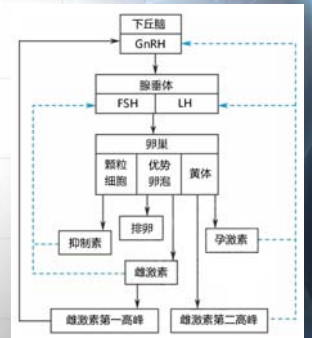 下丘脑
GnRH
腺垂体
FSH LH
卵巢
颗粒 优势 黄体
细胞 卵泡
排卵
抑制素
孕激素
雌激素
雌激素第一高峰 雌激素第二高峰